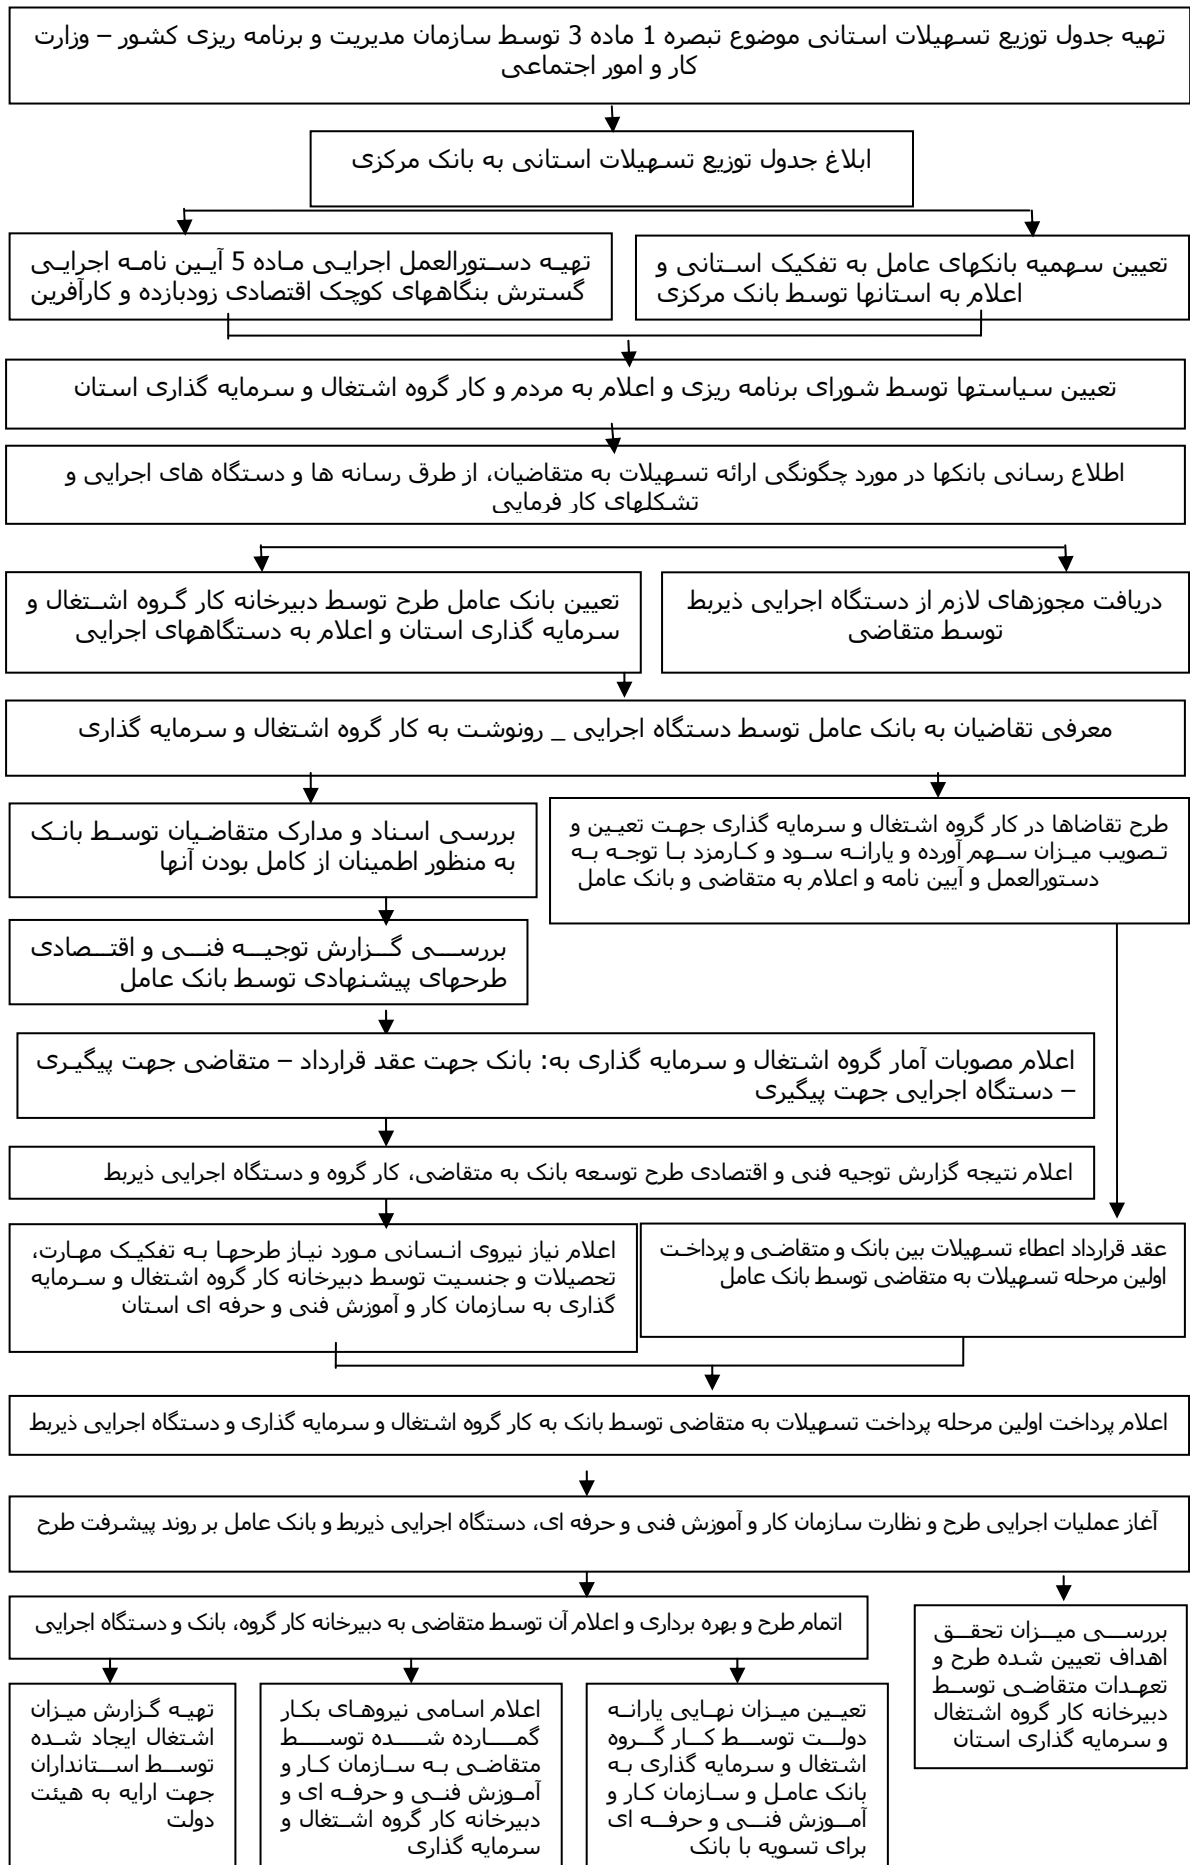 تهیه جدول توزیع تسهیلات استانی موضوع تبصره 1 ماده 3 توسط سازمان مدیریت و برنامه ریزی کشور – وزارت
کار و امور اجتماعی
ابلاغ جدول توزیع تسهیلات استانی به بانک مرکزی
تعیین سهمیه بانکهای عامل به تفکیک استانی و
اعلام به استانها توسط بانک مرکزی
تهیه دستورالعمل اجرایی ماده 5 آیین نامه اجرایی
گسترش بنگاههای کوچک اقتصادی زودبازده و کارآفرین
تعیین سیاستها توسط شورای برنامه ریزی و اعلام به مردم و کار گروه اشتغال و سرمایه گذاری استان
اطلاع رسانی بانکها در مورد چگونگی ارائه تسهیلات به متقاضیان، از طرق رسانه ها و دستگاه های اجرایی و
تشکلهای کار فرمایی
دریافت مجوزهای لازم از دستگاه اجرایی ذیربط
توسط متقاضی
تعیین بانک عامل طرح توسط دبیرخانه کار گروه اشتغال و
سرمایه گذاری استان و اعلام به دستگاههای اجرایی
معرفی تقاضیان به بانک عامل توسط دستگاه اجرایی _ رونوشت به کار گروه اشتغال و سرمایه گذاری
طرح تقاضاها در کار گروه اشتغال و سرمایه گذاری جهت تعیین و
تصویب میزان سهم آورده و یارانه سود و کارمزد با توجه به
دستورالعمل و آیین نامه و اعلام به متقاضی و بانک عامل
بررسی اسناد و مدارک متقاضیان توسط بانک
به منظور اطمینان از کامل بودن آنها
بررسی گزارش توجیه فنی و اقتصادی
طرحهای پیشنهادی توسط بانک عامل
اعلام مصوبات آمار گروه اشتغال و سرمایه گذاری به: بانک جهت عقد قرارداد – متقاضی جهت پیگیری
– دستگاه اجرایی جهت پیگیری
اعلام نتیجه گزارش توجیه فنی و اقتصادی طرح توسعه بانک به متقاضی، کار گروه و دستگاه اجرایی ذیربط
عقد قرارداد اعطاء تسهیلات بین بانک و متقاضی و پرداخت
اولین مرحله تسهیلات به متقاضی توسط بانک عامل
اعلام نیاز نیروی انسانی مورد نیاز طرحها به تفکیک مهارت،
تحصیلات و جنسیت توسط دبیرخانه کار گروه اشتغال و سرمایه
گذاری به سازمان کار و آموزش فنی و حرفه ای استان
اعلام پرداخت اولین مرحله پرداخت تسهیلات به متقاضی توسط بانک به کار گروه اشتغال و سرمایه گذاری و دستگاه اجرایی ذیربط
آغاز عملیات اجرایی طرح و نظارت سازمان کار و آموزش فنی و حرفه ای، دستگاه اجرایی ذیربط و بانک عامل بر روند پیشرفت طرح
اتمام طرح و بهره برداری و اعلام آن توسط متقاضی به دبیرخانه کار گروه، بانک و دستگاه اجرایی
بررسی میزان تحقق
اهداف تعیین شده طرح و
تعهدات متقاضی توسط
دبیرخانه کار گروه اشتغال
و سرمایه گذاری استان
تعیین میزان نهایی یارانه
دولت توسط کار گروه
اشتغال و سرمایه گذاری به
بانک عامل و سازمان کار و
آموزش فنی و حرفه ای
برای تسویه با بانک
اعلام اسامی نیروهای بکار
گمارده شده توسط
متقاضی به سازمان کار و
آموزش فنی و حرفه ای و
دبیرخانه کار گروه اشتغال و
سرمایه گذاری
تهیه گزارش میزان
اشتغال ایجاد شده
توسط استانداران
جهت ارایه به هیئت
دولت